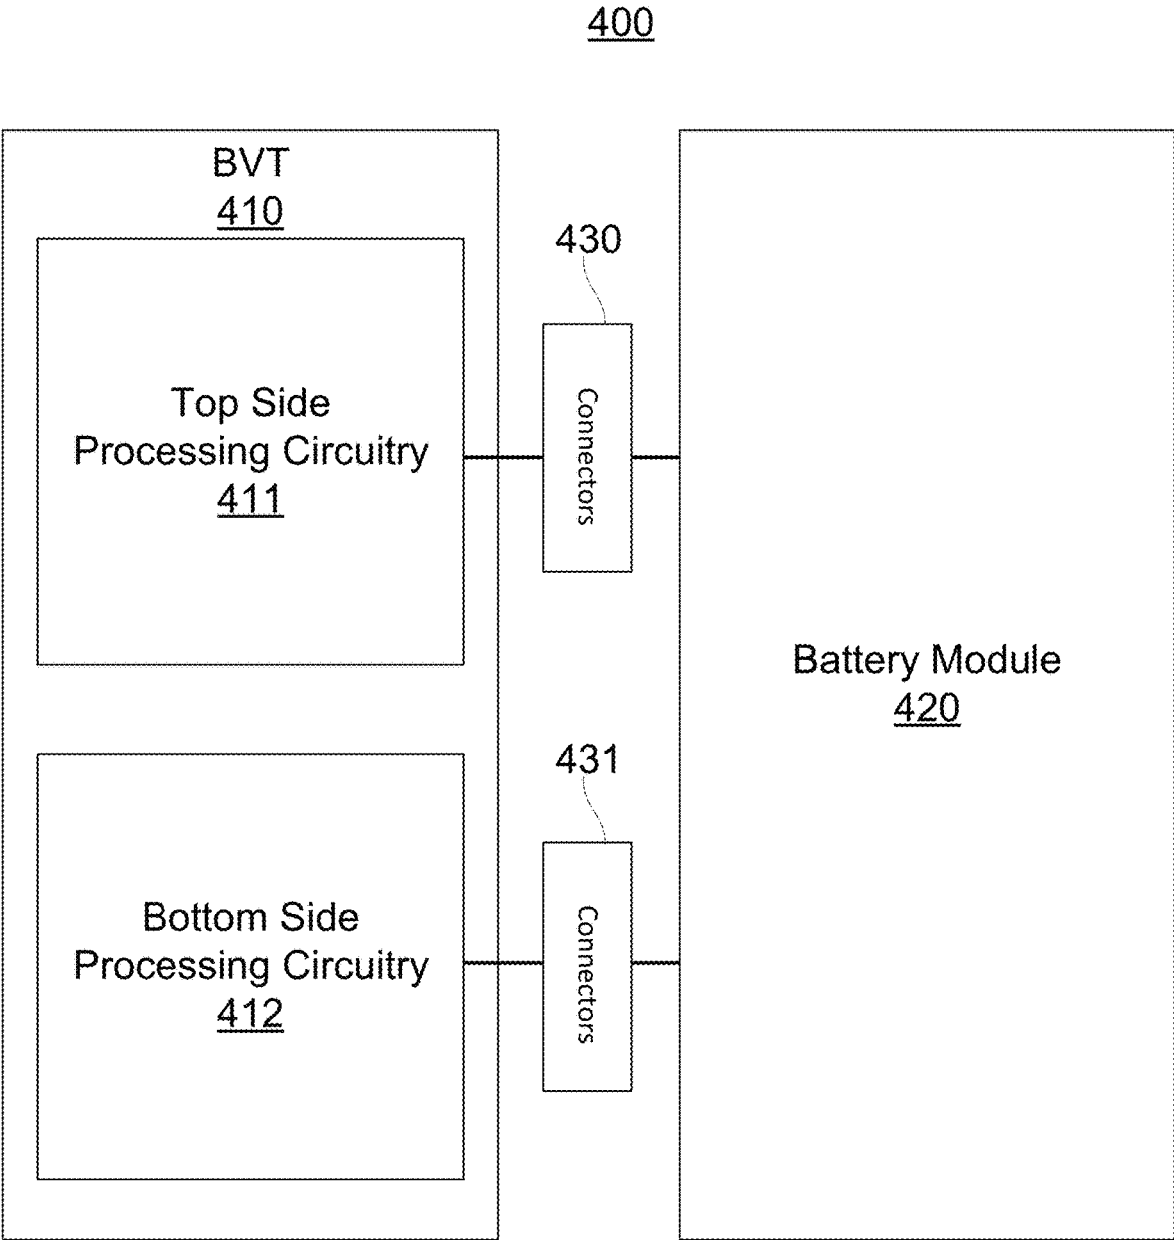 400
BVT
410
430
Top Side
Processing Circuitry
411
Connectors
Battery Module
420
431
Bottom Side
Processing Circuitry
412
Connectors